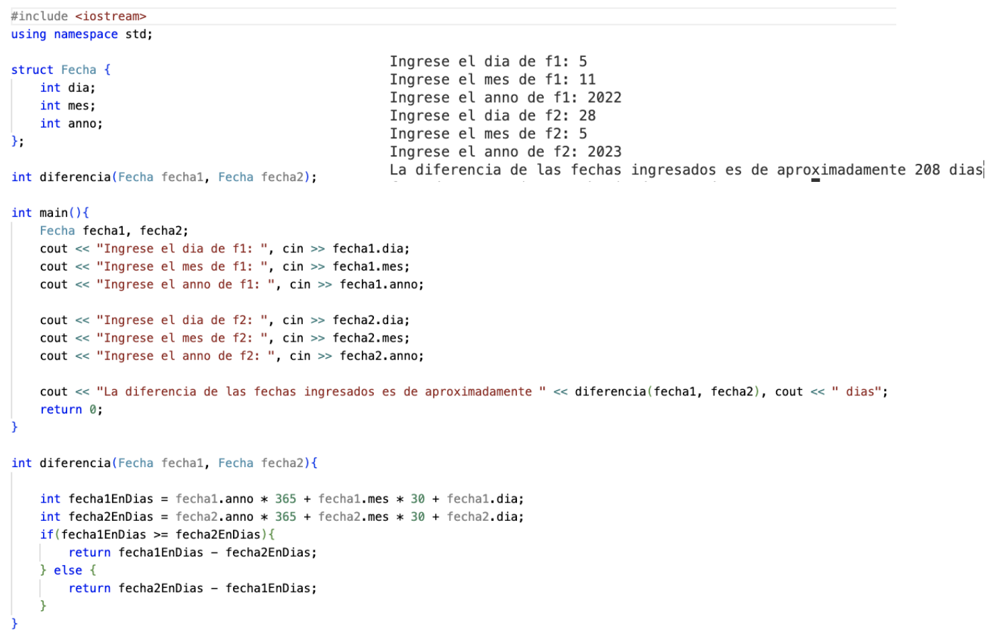 #include <iostream>
using namespace std;
struct Fecha {
    int dia;
    int mes;
    int anno;
};
int diferencia(Fecha fecha1, Fecha fecha2);
Ingrese el dia de f1: 5
Ingrese el mes de f1: 11
Ingrese el anno de f1: 2022
Ingrese el dia de f2: 28
Ingrese el mes de f2: 5
Ingrese el anno de f2: 2023
La diferencia de las fechas ingresados es de aproximadamente 208 dias
int main(){
    Fecha fecha1, fecha2;
    cout << "Ingrese el dia de f1: ", cin >> fecha1.dia;
    cout << "Ingrese el mes de f1: ", cin >> fecha1.mes;
    cout << "Ingrese el anno de f1: ", cin >> fecha1.anno;
    cout << "Ingrese el dia de f2: ", cin >> fecha2.dia;
    cout << "Ingrese el mes de f2: ", cin >> fecha2.mes;
    cout << "Ingrese el anno de f2: ", cin >> fecha2.anno;
    cout << "La diferencia de las fechas ingresados es de aproximadamente " << diferencia(fecha1, fecha2), cout << " dias";
    return 0;
}
int diferencia(Fecha fecha1, Fecha fecha2){
    int fecha1EnDias = fecha1.anno * 365 + fecha1.mes * 30 + fecha1.dia;
    int fecha2EnDias = fecha2.anno * 365 + fecha2.mes * 30 + fecha2.dia;
    if(fecha1EnDias >= fecha2EnDias){
        return fecha1EnDias - fecha2EnDias;
    } else {
        return fecha2EnDias - fecha1EnDias;
    }
}